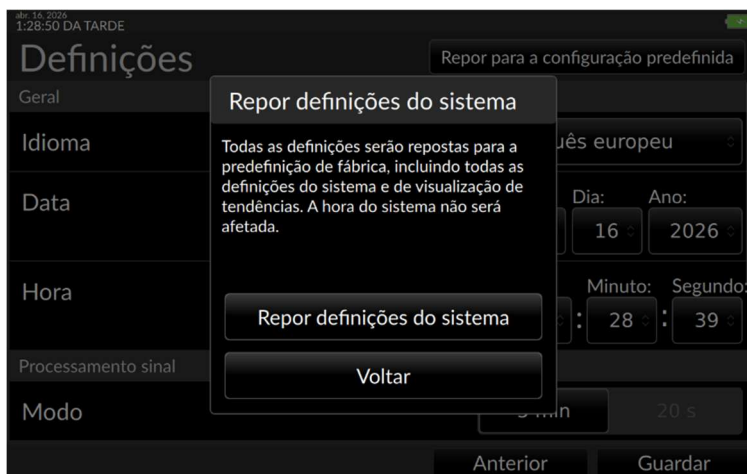 abr. 16, 2026
1:28:50 DA TARDE
Definições
Repor para a configuração predefinida
Geral
Idioma
uês europeu
Data
Dia:
Ano:
16
2026
Hora
Minuto:
Segundo:
:
28
:
39
Processamento sinal
Modo
min
20 s
Anterior
Guardar
Repor definições do sistema
Todas as definições serão repostas para a
predefinição de fábrica, incluindo todas as
definições do sistema e de visualização de
tendências. A hora do sistema não será
afetada.
Repor definições do sistema
Voltar